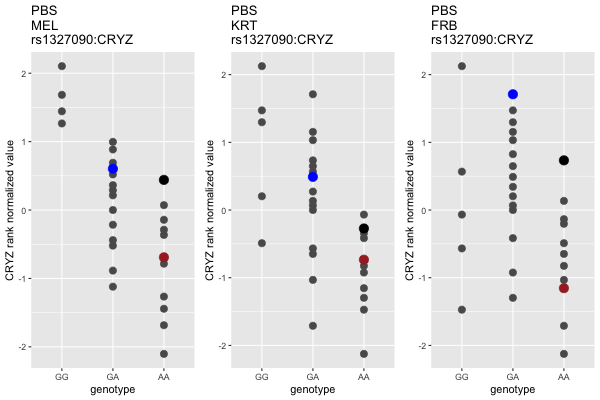 PBS
MEL
rs1327090:CRYZ
CRYZ rank normalized value
2
1
0
-1
-2
GG GA AA
genotype
PBS
KRT
rs1327090:CRYZ
CRYZ rank normalized value
2
1
0
-1
-2
GG GA AA
genotype
PBS
FRB
rs1327090:CRYZ
CRYZ rank normalized value
2
1
0
-1
-2
GG GA AA
genotype